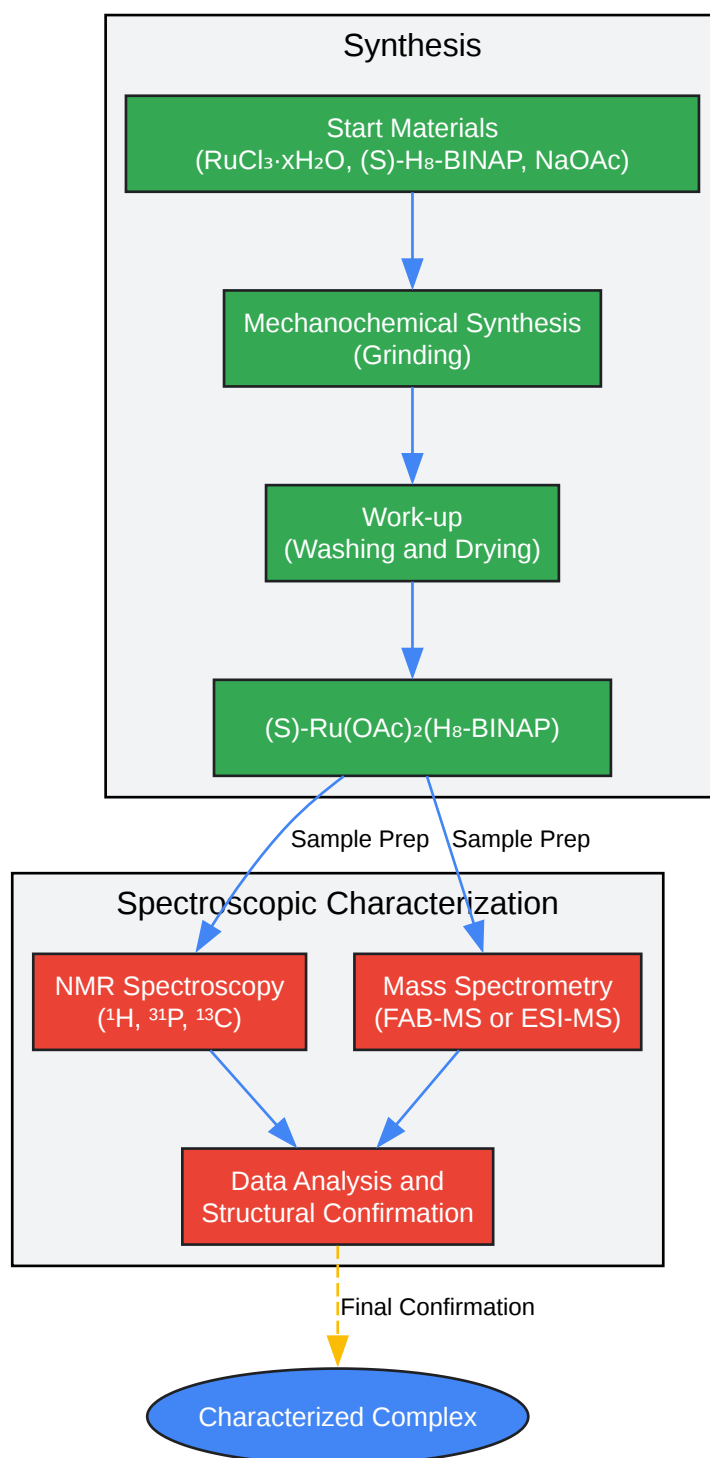 Synthesis
Start Materials
(RuCl₃·xH₂O, (S)-H₈-BINAP, NaOAc)
Mechanochemical Synthesis
(Grinding)
Work-up
(Washing and Drying)
(S)-Ru(OAc)₂(H₈-BINAP)
Sample Prep
Sample Prep
Spectroscopic Characterization
NMR Spectroscopy
(¹H, ³¹P, ¹³C)
Mass Spectrometry
(FAB-MS or ESI-MS)
Data Analysis and
Structural Confirmation
Final Confirmation
Characterized Complex